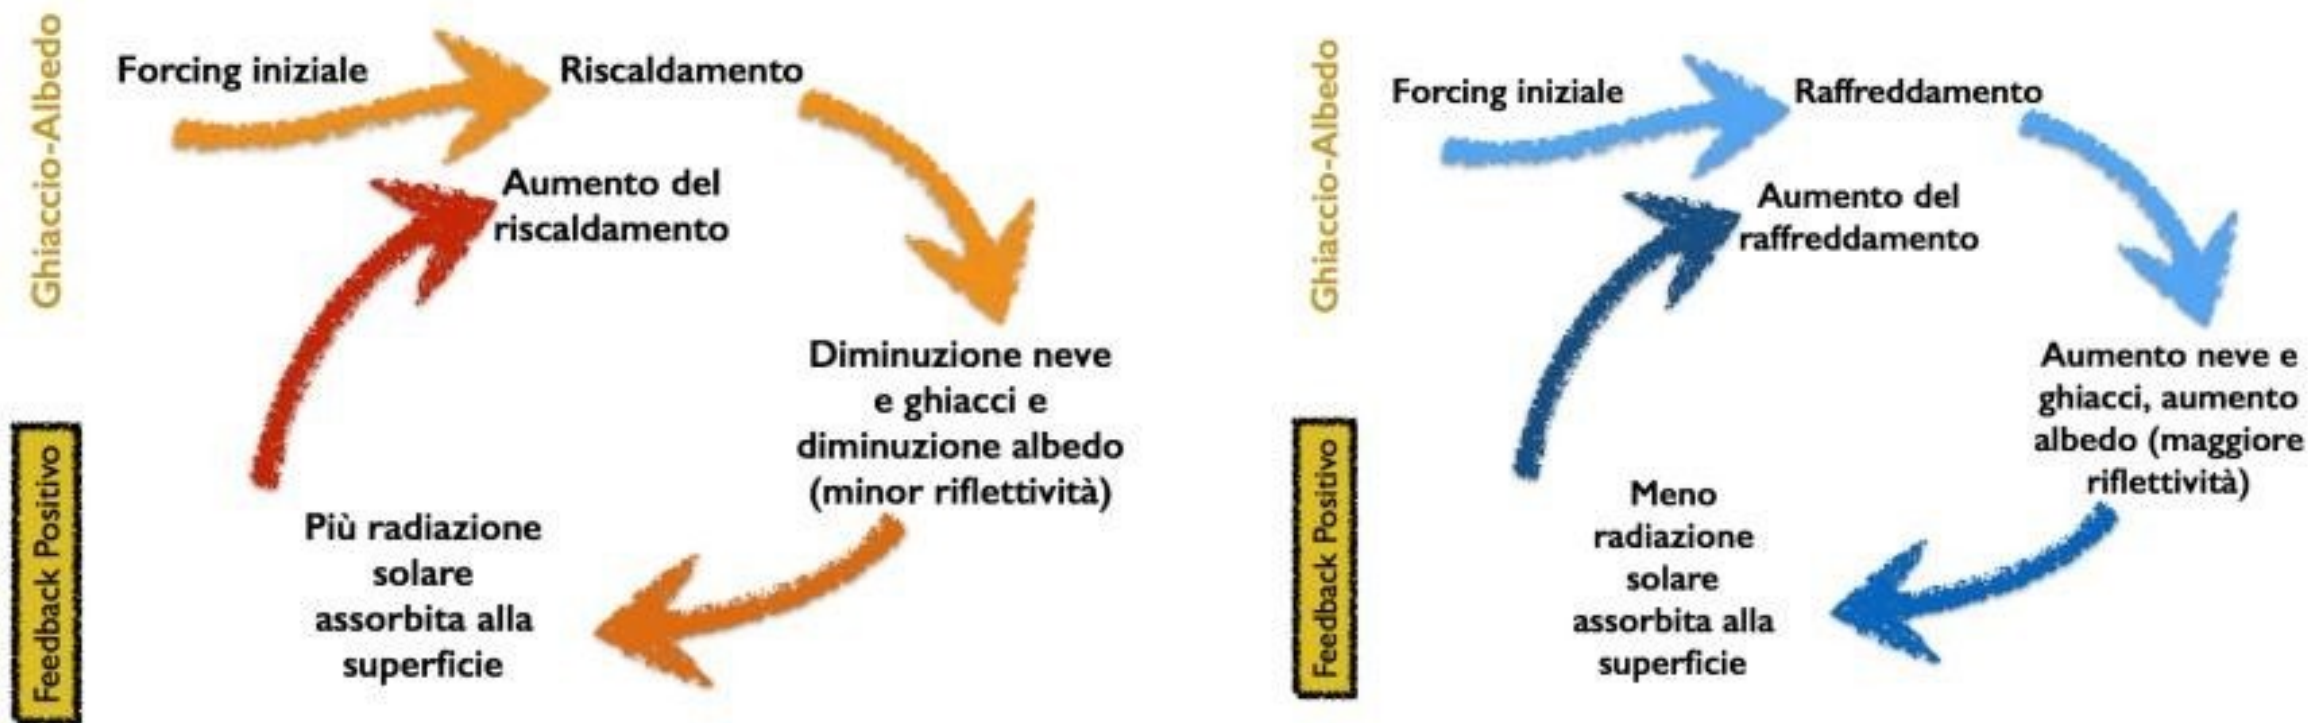 Ghiaccio-Albedo
Feedback Positivo
Forcing iniziale
Riscaldamento
Aumento del
riscaldamento
Diminuzione neve
e ghiacci e
diminuzione albedo
(minor riflettività)
Più radiazione
solare
assorbita alla
superficie
Ghiaccio-Albedo
Feedback Positivo
Forcing iniziale
Raffreddamento
Aumento del
raffreddamento
Aumento neve e
ghiacci, aumento
albedo (maggiore
riflettività)
Meno
radiazione
solare
assorbita alla
superficie